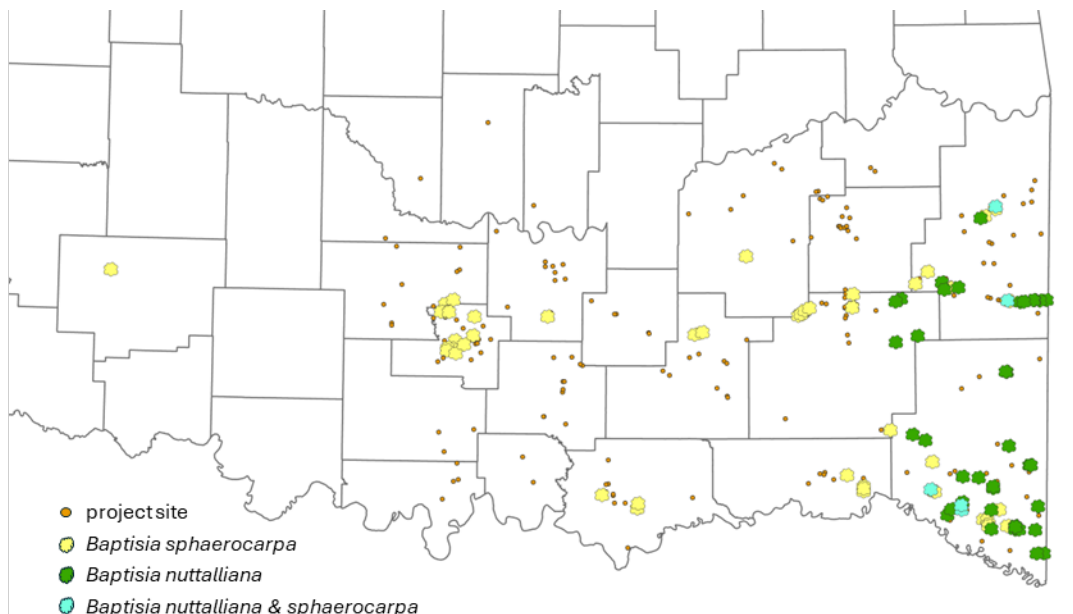 project site
Baptisia sphaerocarpa
Baptisia nuttalliana
Baptisia nuttalliana & sphaerocarpa